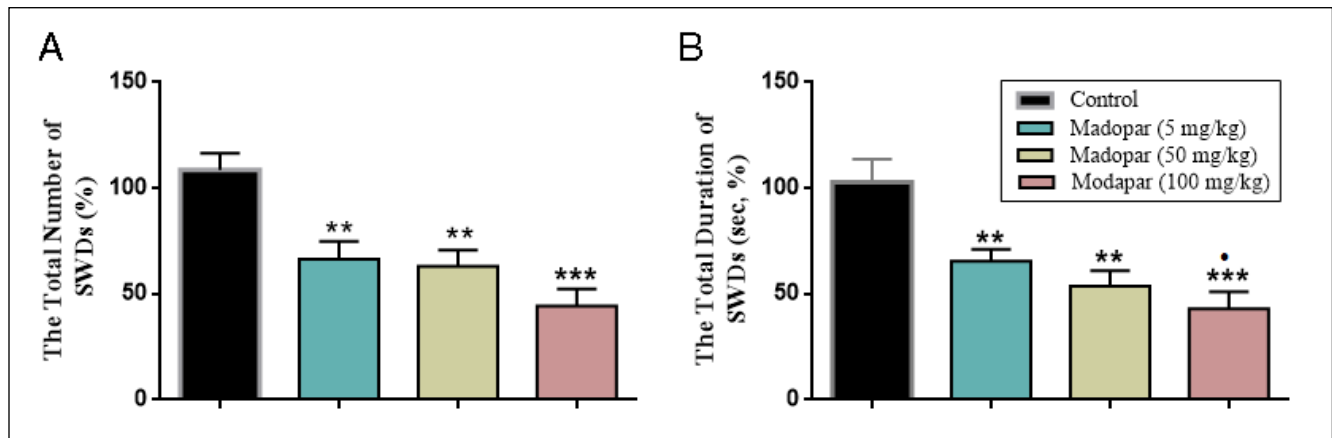 A
The Total Number of
SWDs (%)
150
100
50
0
**
**
***
B
The Total Duration of
SWDs (sec, %)
150
100
50
0
**
**
•
***
Control
Madopar (5 mg/kg)
Madopar (50 mg/kg)
Modapar (100 mg/kg)